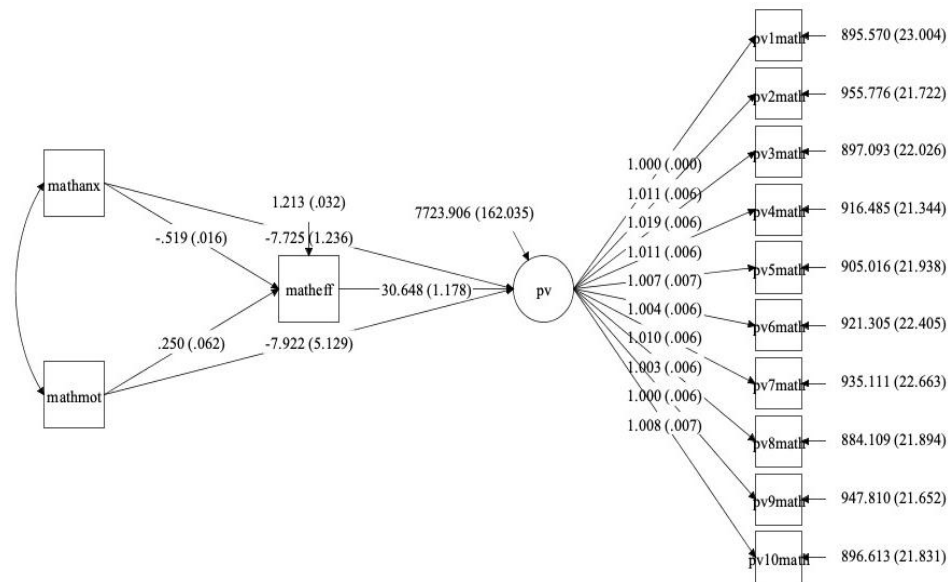 pv1math
895.570 (23.004)
pv2math
955.776 (21.722)
pv3math
897.093 (22.026)
1.000 (.000)
mathanx
1.011 (.006)
pv4math
916.485 (21.344)
1.213 (.032)
7723.906 (162.035)
1.019 (.006)
-.519 (.016)
-7.725 (1.236)
1.011 (.006)
pv5math
905.016 (21.938)
1.007 (.007)
matheff
30.648 (1.178)
pv
1.004 (.006)
pv6math
921.305 (22.405)
.250 (.062)
-7.922 (5.129)
1.010 (.006)
1.003 (.006)
pv7math
935.111 (22.663)
mathmot
1.000 (.006)
1.008 (.007)
pv8math
884.109 (21.894)
pv9math
947.810 (21.652)
pv10math
896.613 (21.831)